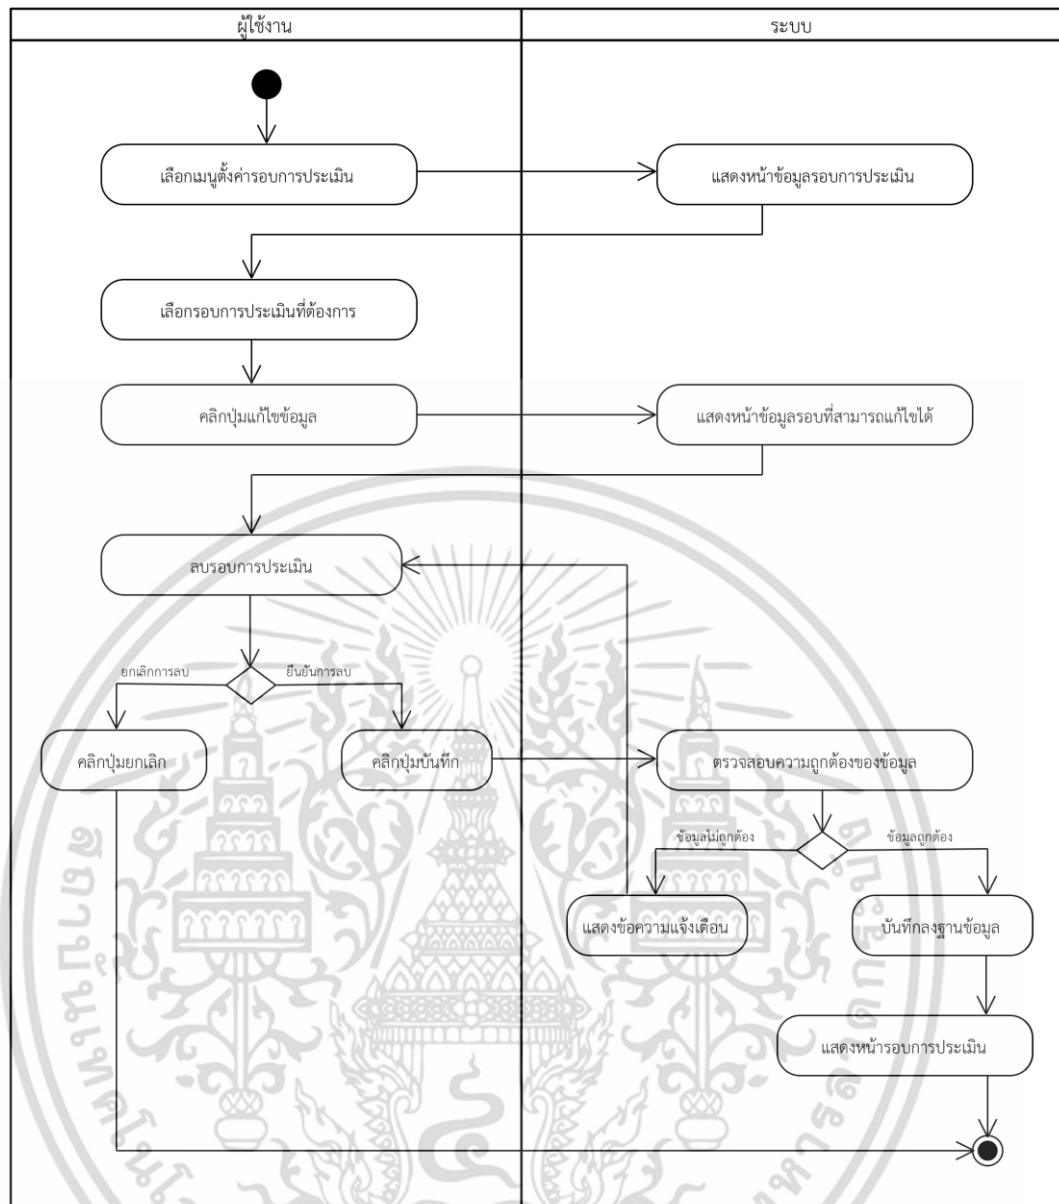 ผู้ใช้งาน
ระบบ
เลือกเมนูตั้งค่ารอบการประเมิน
แสดงหน้าข้อมูลรอบการประเมิน
เลือกรอบการประเมินที่ต้องการ
คลิกปุ่มแก้ไขข้อมูล
แสดงหน้าข้อมูลรอบที่สามารถแก้ไขได้
ลบรอบการประเมิน
ยกเลิกการลบ
ยืนยันการลบ
คลิกปุ่มยกเลิก
คลิกปุ่มบันทึก
ตรวจสอบความถูกต้องของข้อมูล
ข้อมูลไม่ถูกต้อง
ข้อมูลถูกต้อง
แสดงข้อความแจ้งเตือน
บันทึกลงฐานข้อมูล
แสดงหน้ารอบการประเมิน